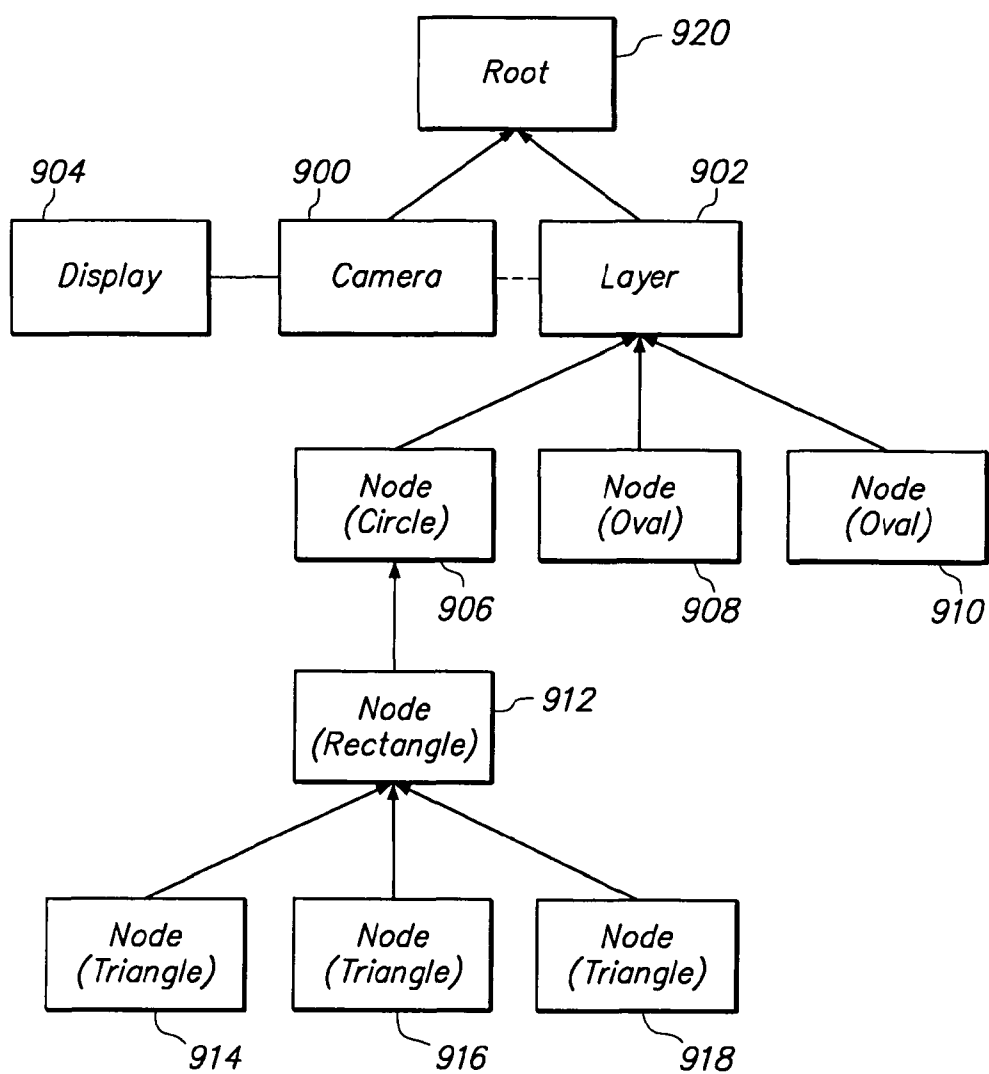 920
Root
904
900
902
Display
Camera
Layer
Node
(Circle)
Node
(Oval)
Node
(Oval)
906
908
910
Node
(Rectangle)
912
Node
(Triangle)
Node
(Triangle)
Node
(Triangle)
914
916
918